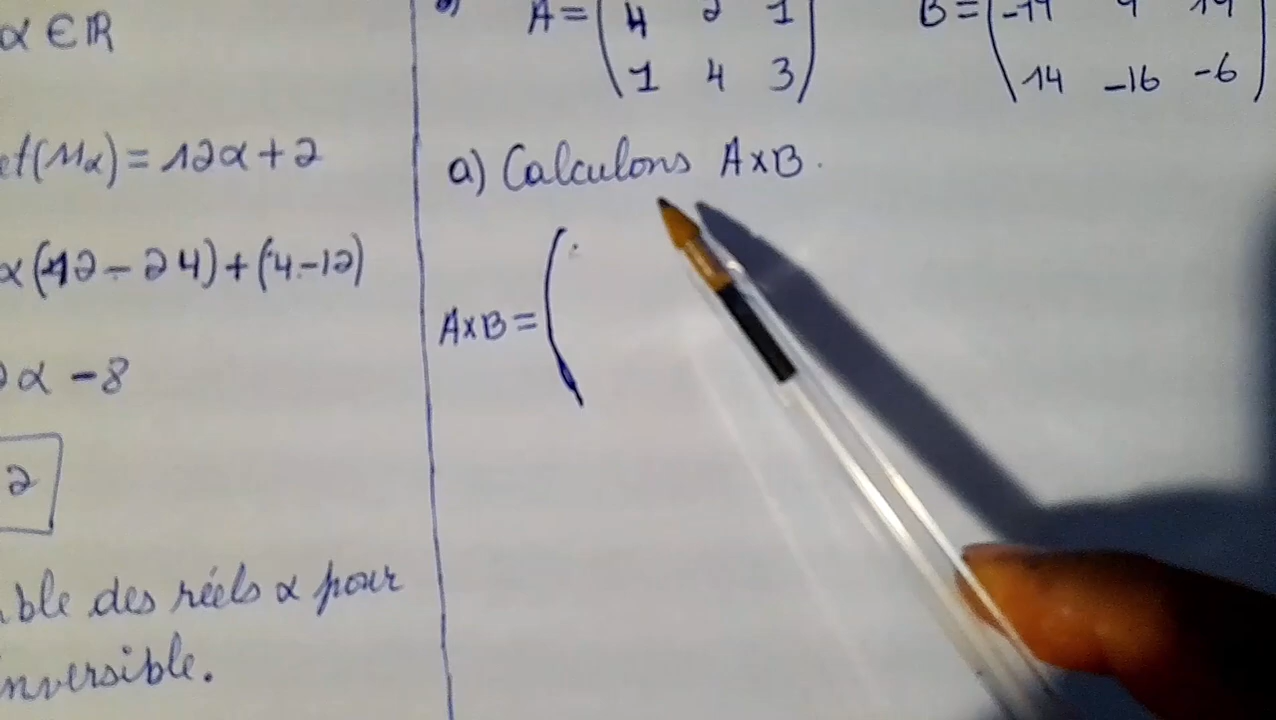 α ∈ ℝ
et(Mα) = 12α + 2
α(12 - 24) + (4 - 12)
α - 8
2
ble des réels α pour
inversible.
A = ( 4 2 1
1 4 3 )
B =
14 -16 -6
a) Calculons A×B.
A×B = (